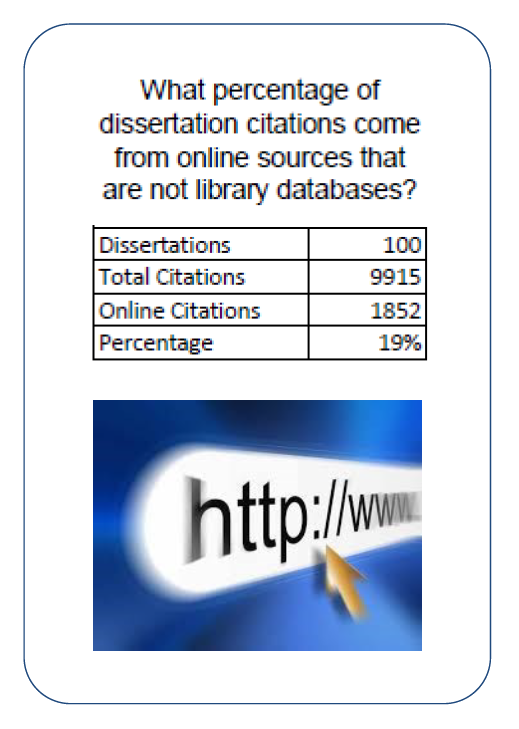 What percentage of
dissertation citations come
from online sources that
are not library databases?
Dissertations 100
Total Citations 9915
Online Citations 1852
Percentage 19%
http://www.